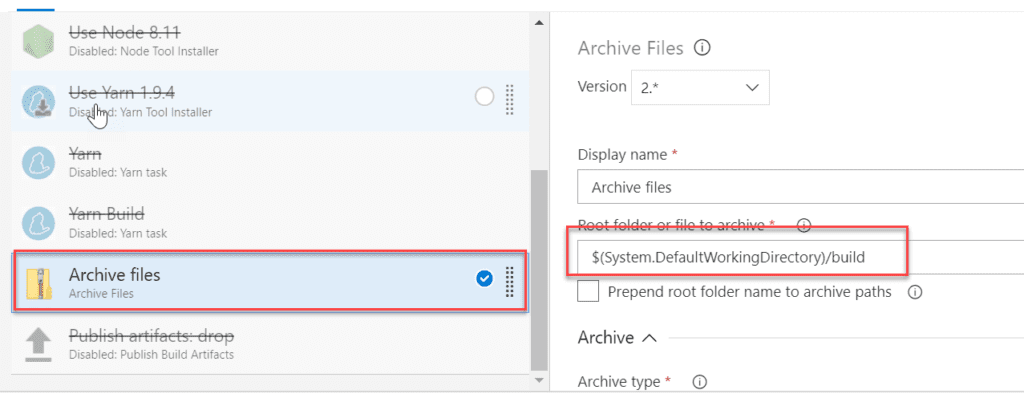 Use Node 8.11
Disabled: Node Tool Installer
Use Yarn 1.9.4
Disabled: Yarn Tool Installer
Yarn
Disabled: Yarn task
Yarn Build
Disabled: Yarn task
Archive files
Archive Files
Publish artifacts: drop
Disabled: Publish Build Artifacts
Archive Files
Version 2.*
Display name *
Archive files
Root folder or file to archive *
$(System.DefaultWorkingDirectory)/build
Prepend root folder name to archive paths
Archive
Archive type *